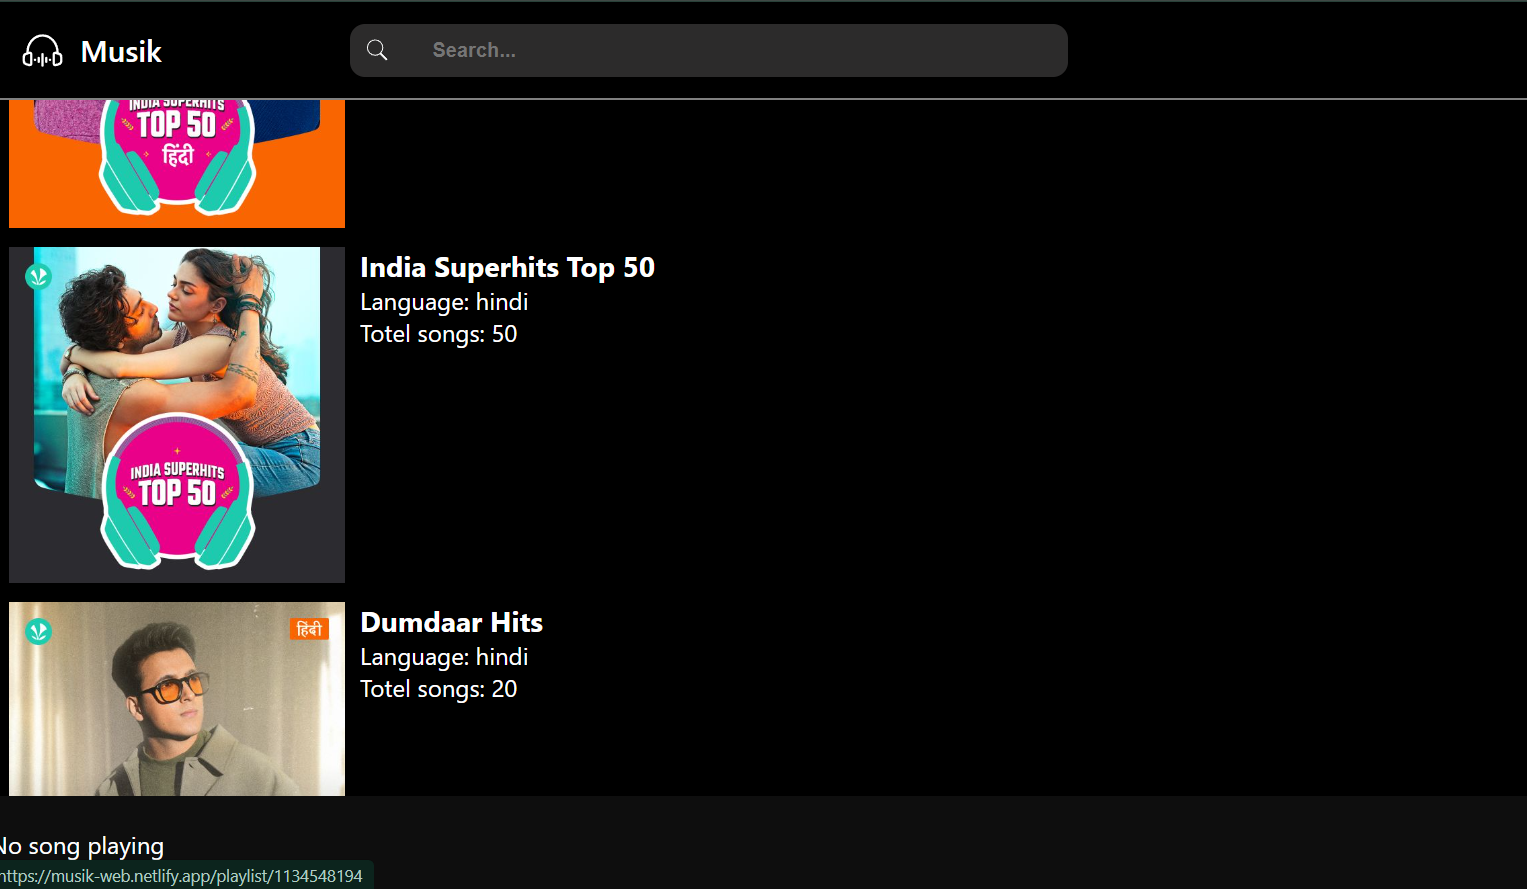 Musik
Search...
INDIA SUPERHITS
TOP 50
हिंदी
India Superhits Top 50
Language: hindi
Totel songs: 50
INDIA SUPERHITS
TOP 50
हिंदी
Dumdaar Hits
Language: hindi
Totel songs: 20
No song playing
https://musik-web.netlify.app/playlist/1134548194